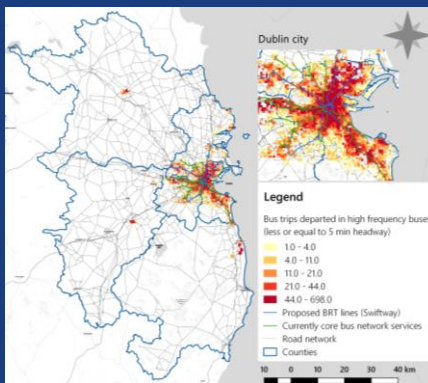 Dublin city
Legend
Bus trips departed in high frequency buses
(less or equal to 5 min headway)
1.0 - 4.0
4.0 - 11.0
11.0 - 21.0
21.0 - 44.0
44.0 - 698.0
Proposed BRT lines (Swiftway)
Currently core bus network services
Road network
Counties
10 0 10 20 30 40 km